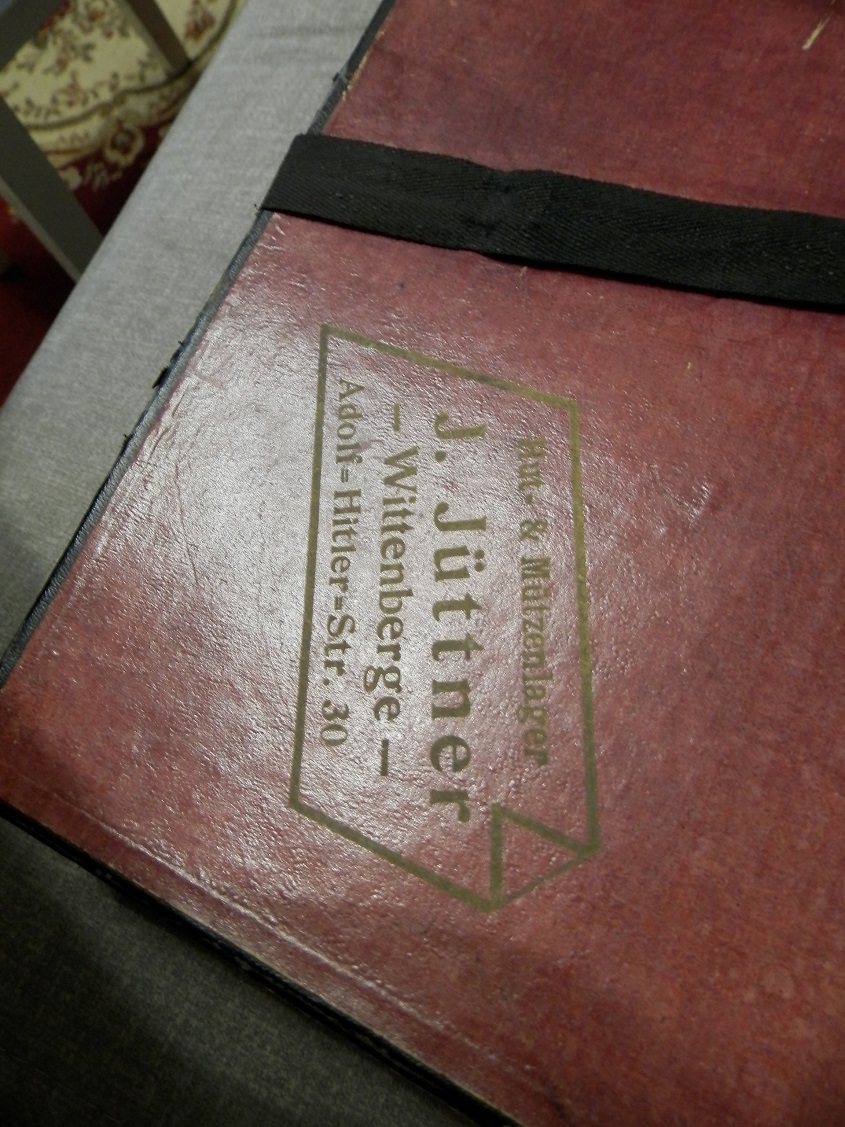 Hut- & Mützenlager
J. Jüttner
— Wittenberge —
Adolf=Hitler=Str. 30